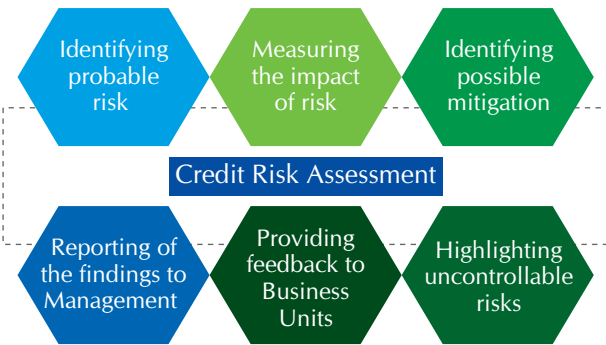 Identifying
probable
risk
Measuring
the impact
of risk
Identifying
possible
mitigation
Credit Risk Assessment
Reporting of
the findings to
Management
Providing
feedback to
Business
Units
Highlighting
uncontrollable
risks